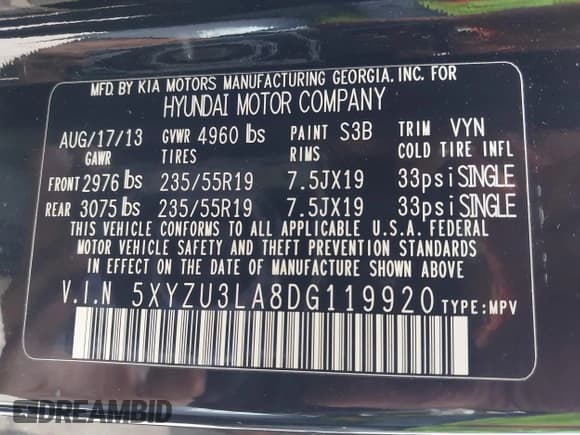 MFD. BY KIA MOTORS MANUFACTURING GEORGIA, INC. FOR
HYUNDAI MOTOR COMPANY
AUG/17/13 GVWR 4960 lbs PAINT S3B TRIM VYN
GAWR TIRES RIMS COLD TIRE INFL
FRONT 2976 lbs 235/55R19 7.5JX19 33psi SINGLE
REAR 3075 lbs 235/55R19 7.5JX19 33psi SINGLE
THIS VEHICLE CONFORMS TO ALL APPLICABLE U.S.A. FEDERAL
MOTOR VEHICLE SAFETY AND THEFT PREVENTION STANDARDS
IN EFFECT ON THE DATE OF MANUFACTURE SHOWN ABOVE.
V.I.N 5XYZU3LA8DG119920 TYPE:MPV
DREAMBID